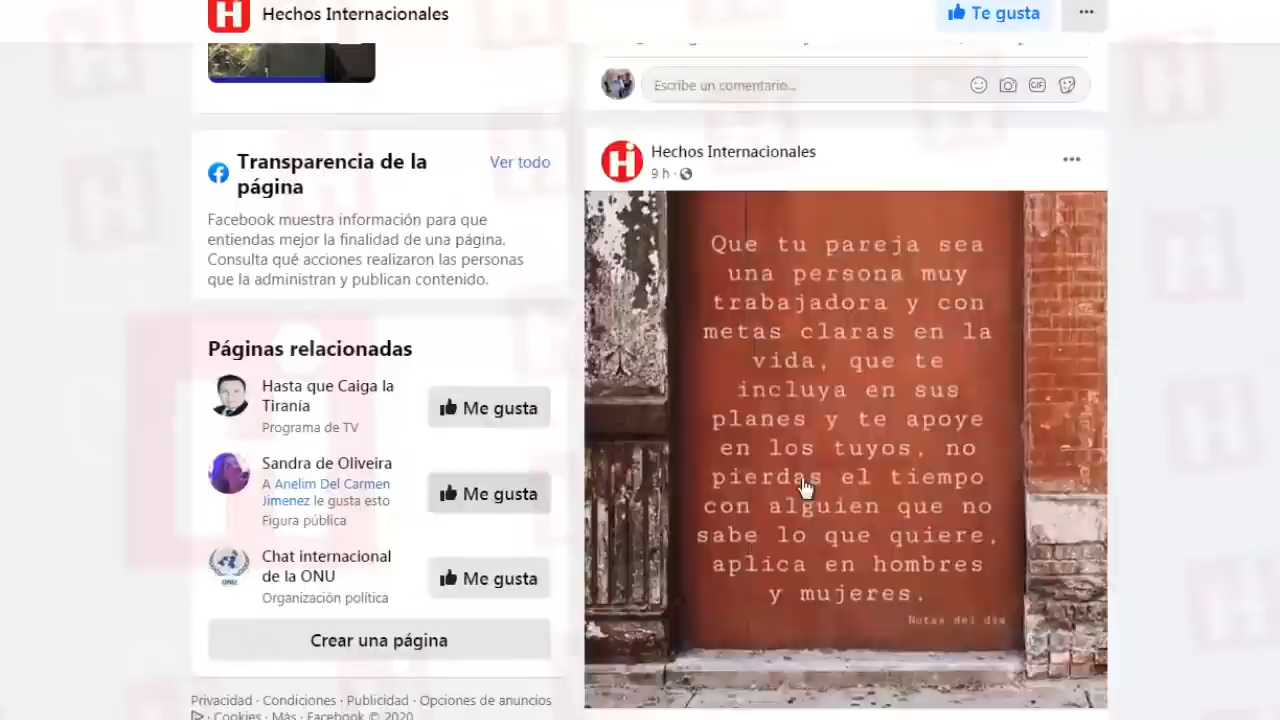 Hechos Internacionales
Te gusta
Escribe un comentario...
GIF
Transparencia de la
página
Ver todo
Facebook muestra información para que
entiendas mejor la finalidad de una página.
Consulta qué acciones realizaron las personas
que la administran y publican contenido.
Páginas relacionadas
Hasta que Caiga la
Tiranía
Programa de TV
Me gusta
Sandra de Oliveira
A Anelim Del Carmen
Jimenez le gusta esto
Figura pública
Me gusta
Chat internacional
de la ONU
Organización política
Me gusta
ONU
Crear una página
Privacidad · Condiciones · Publicidad · Opciones de anuncios
· Cookies · Más · Facebook © 2020
Hechos Internacionales
9 h ·
Que tu pareja sea
una persona muy
trabajadora y con
metas claras en la
vida, que te
incluya en sus
planes y te apoye
en los tuyos, no
pierdas el tiempo
con alguien que no
sabe lo que quiere,
aplica en hombres
y mujeres.
Notas del día